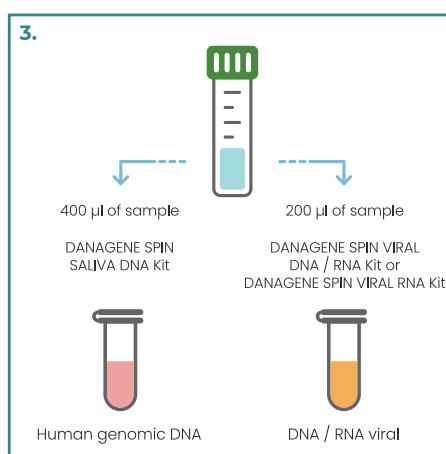 3.
400 µl of sample
DANAGENE SPIN
SALIVA DNA Kit
200 µl of sample
DANAGENE SPIN VIRAL
DNA / RNA Kit or
DANAGENE SPIN VIRAL RNA Kit
Human genomic DNA
DNA / RNA viral